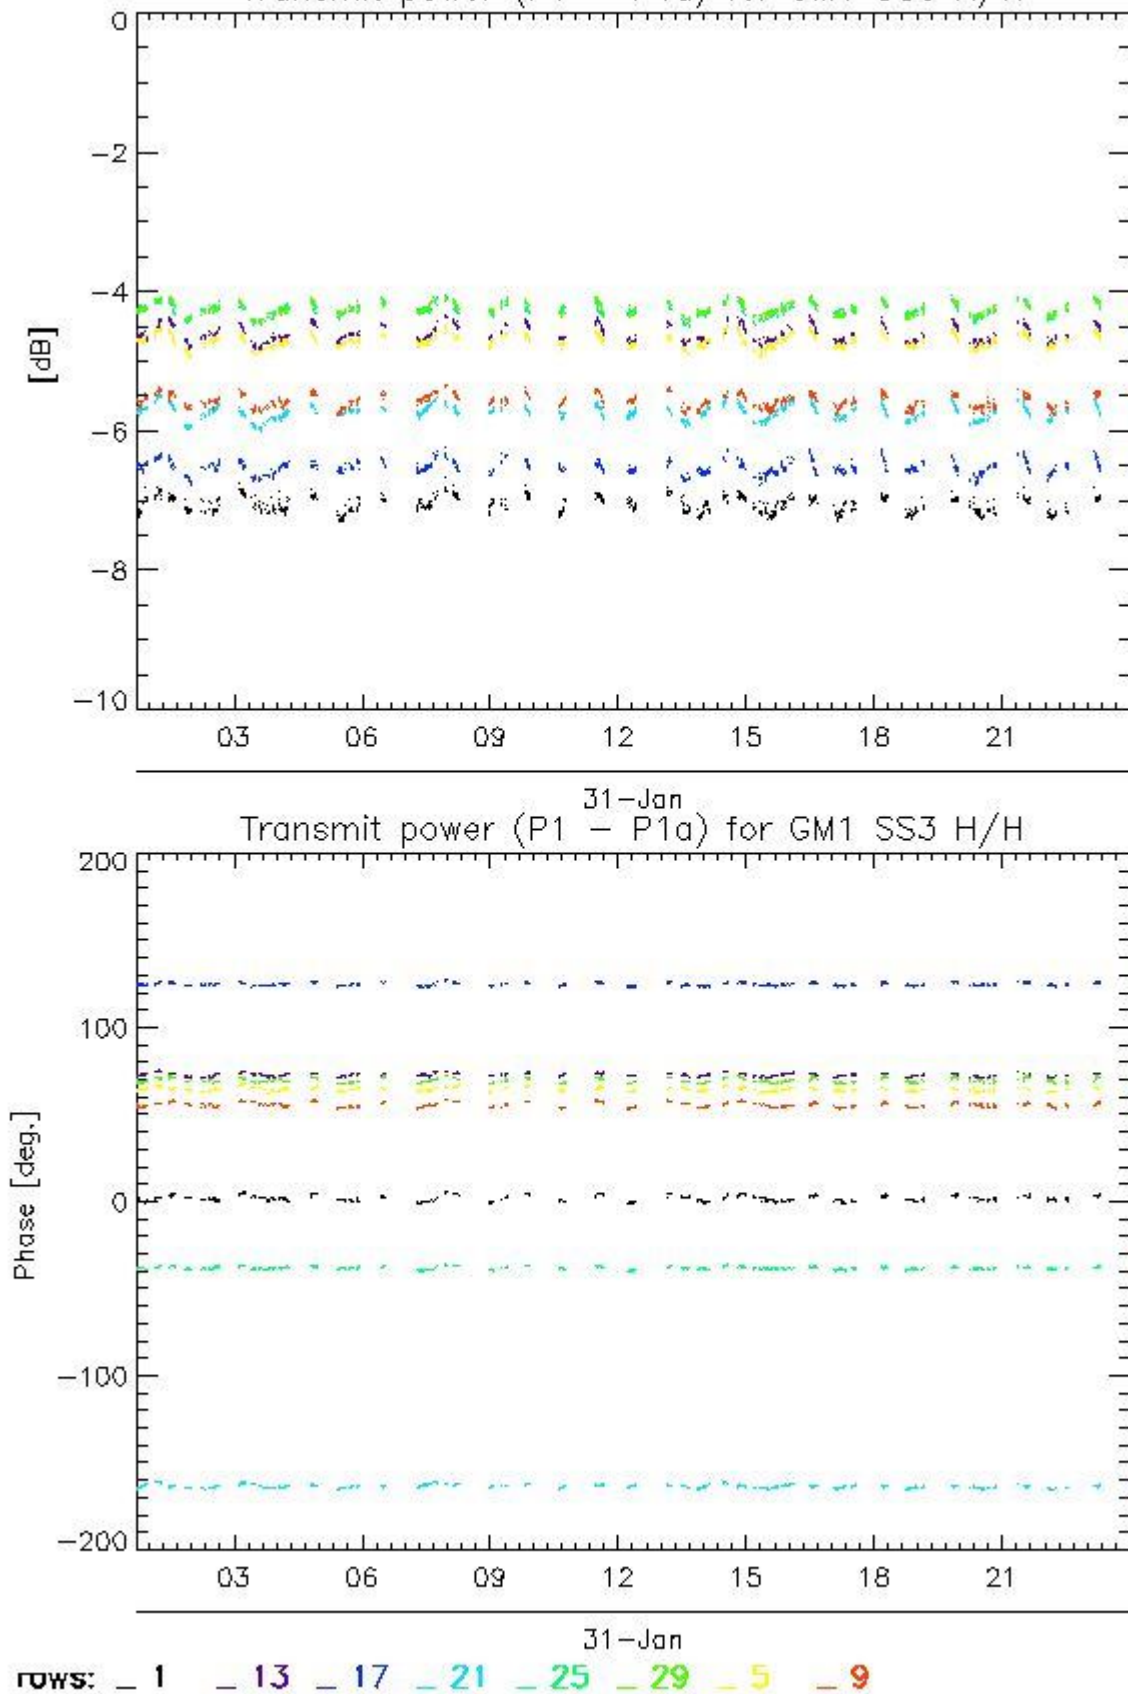 0
−2
−4
[dB]
−6
−8
−10
03 06 09 12 15 18 21
31−Jan
Transmit power (P1 − P1a) for GM1 SS3 H/H
200
100
Phase [deg.]
0
−100
−200
03 06 09 12 15 18 21
31−Jan
rows: _ 1 _ 13 _ 17 _ 21 _ 25 _ 29 _ 5 _ 9